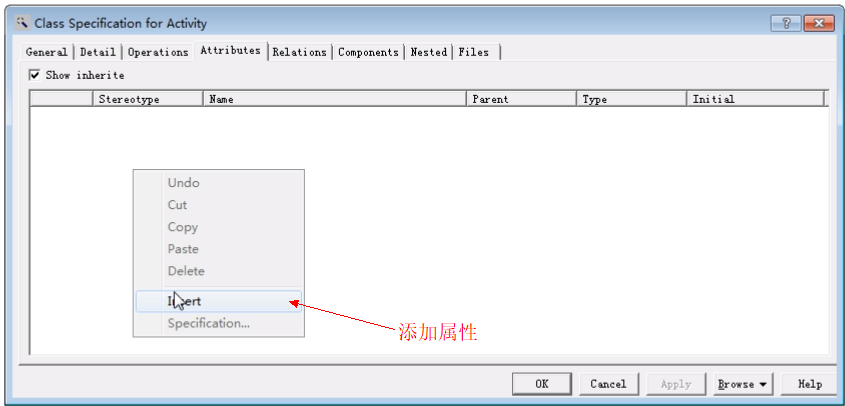 Class Specification for Activity
General Detail Operations Attributes Relations Components Nested Files
Show inherite
Stereotype Name Parent Type Initial
Undo
Cut
Copy
Paste
Delete
Insert
Specification...
添加属性
OK Cancel Apply Browse Help